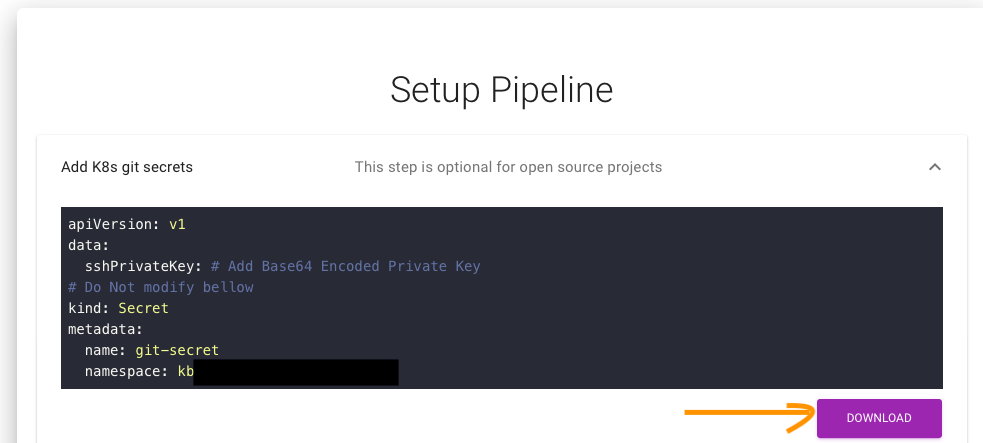 Setup Pipeline
Add K8s git secrets
This step is optional for open source projects
apiVersion: v1
data:
  sshPrivateKey: # Add Base64 Encoded Private Key
# Do Not modify bellow
kind: Secret
metadata:
  name: git-secret
  namespace: kb
DOWNLOAD